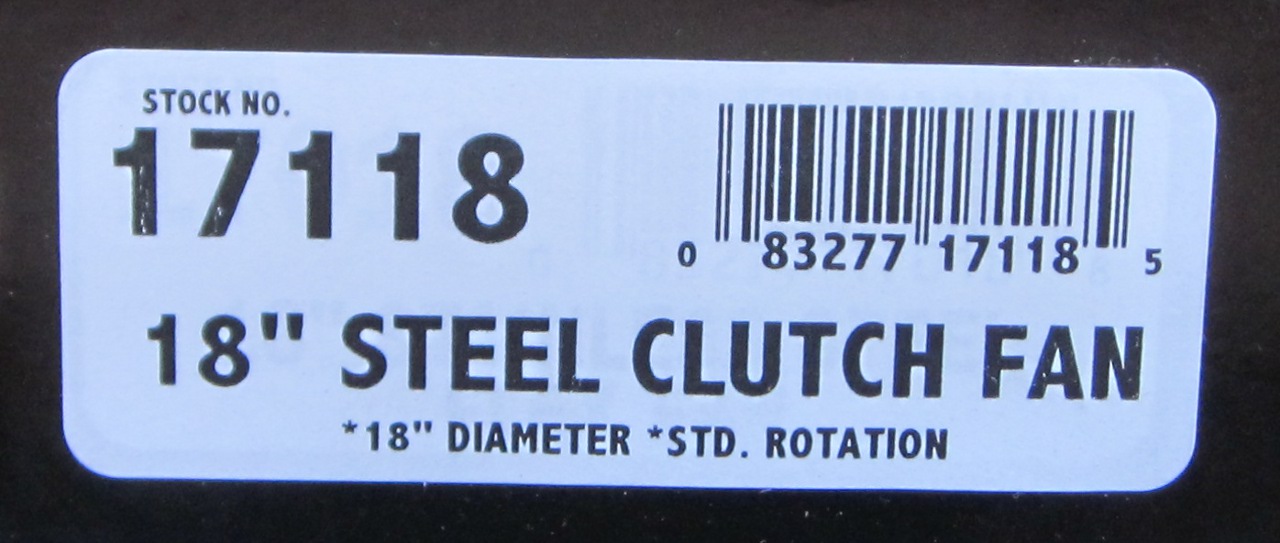 STOCK NO.
17118
0 83277 17118 5
18" STEEL CLUTCH FAN
*18" DIAMETER *STD. ROTATION